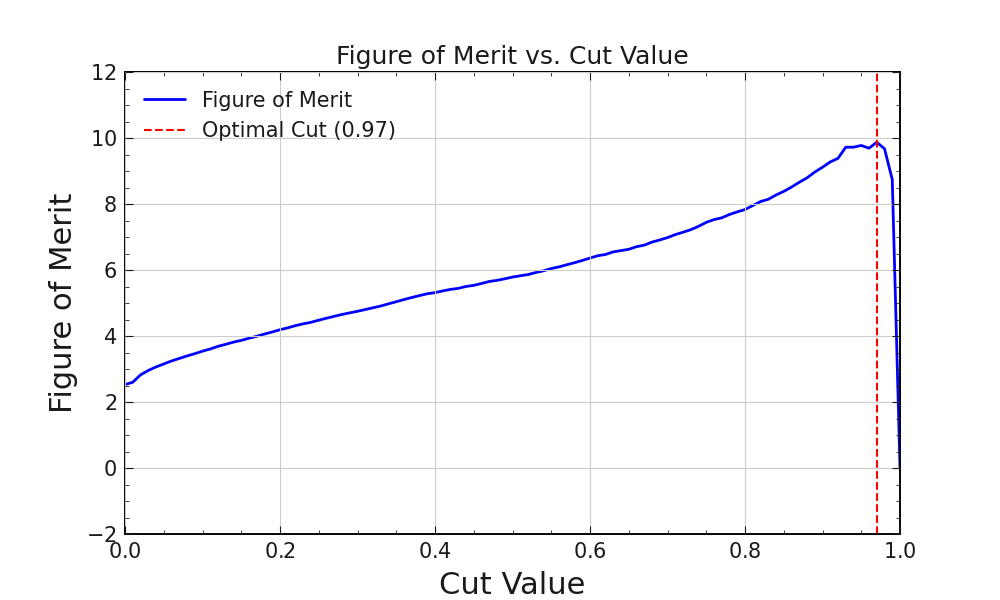 Figure of Merit vs. Cut Value
Figure of Merit
Optimal Cut (0.97)
Figure of Merit
12
10
8
6
4
2
0
−2
0.0 0.2 0.4 0.6 0.8 1.0
Cut Value